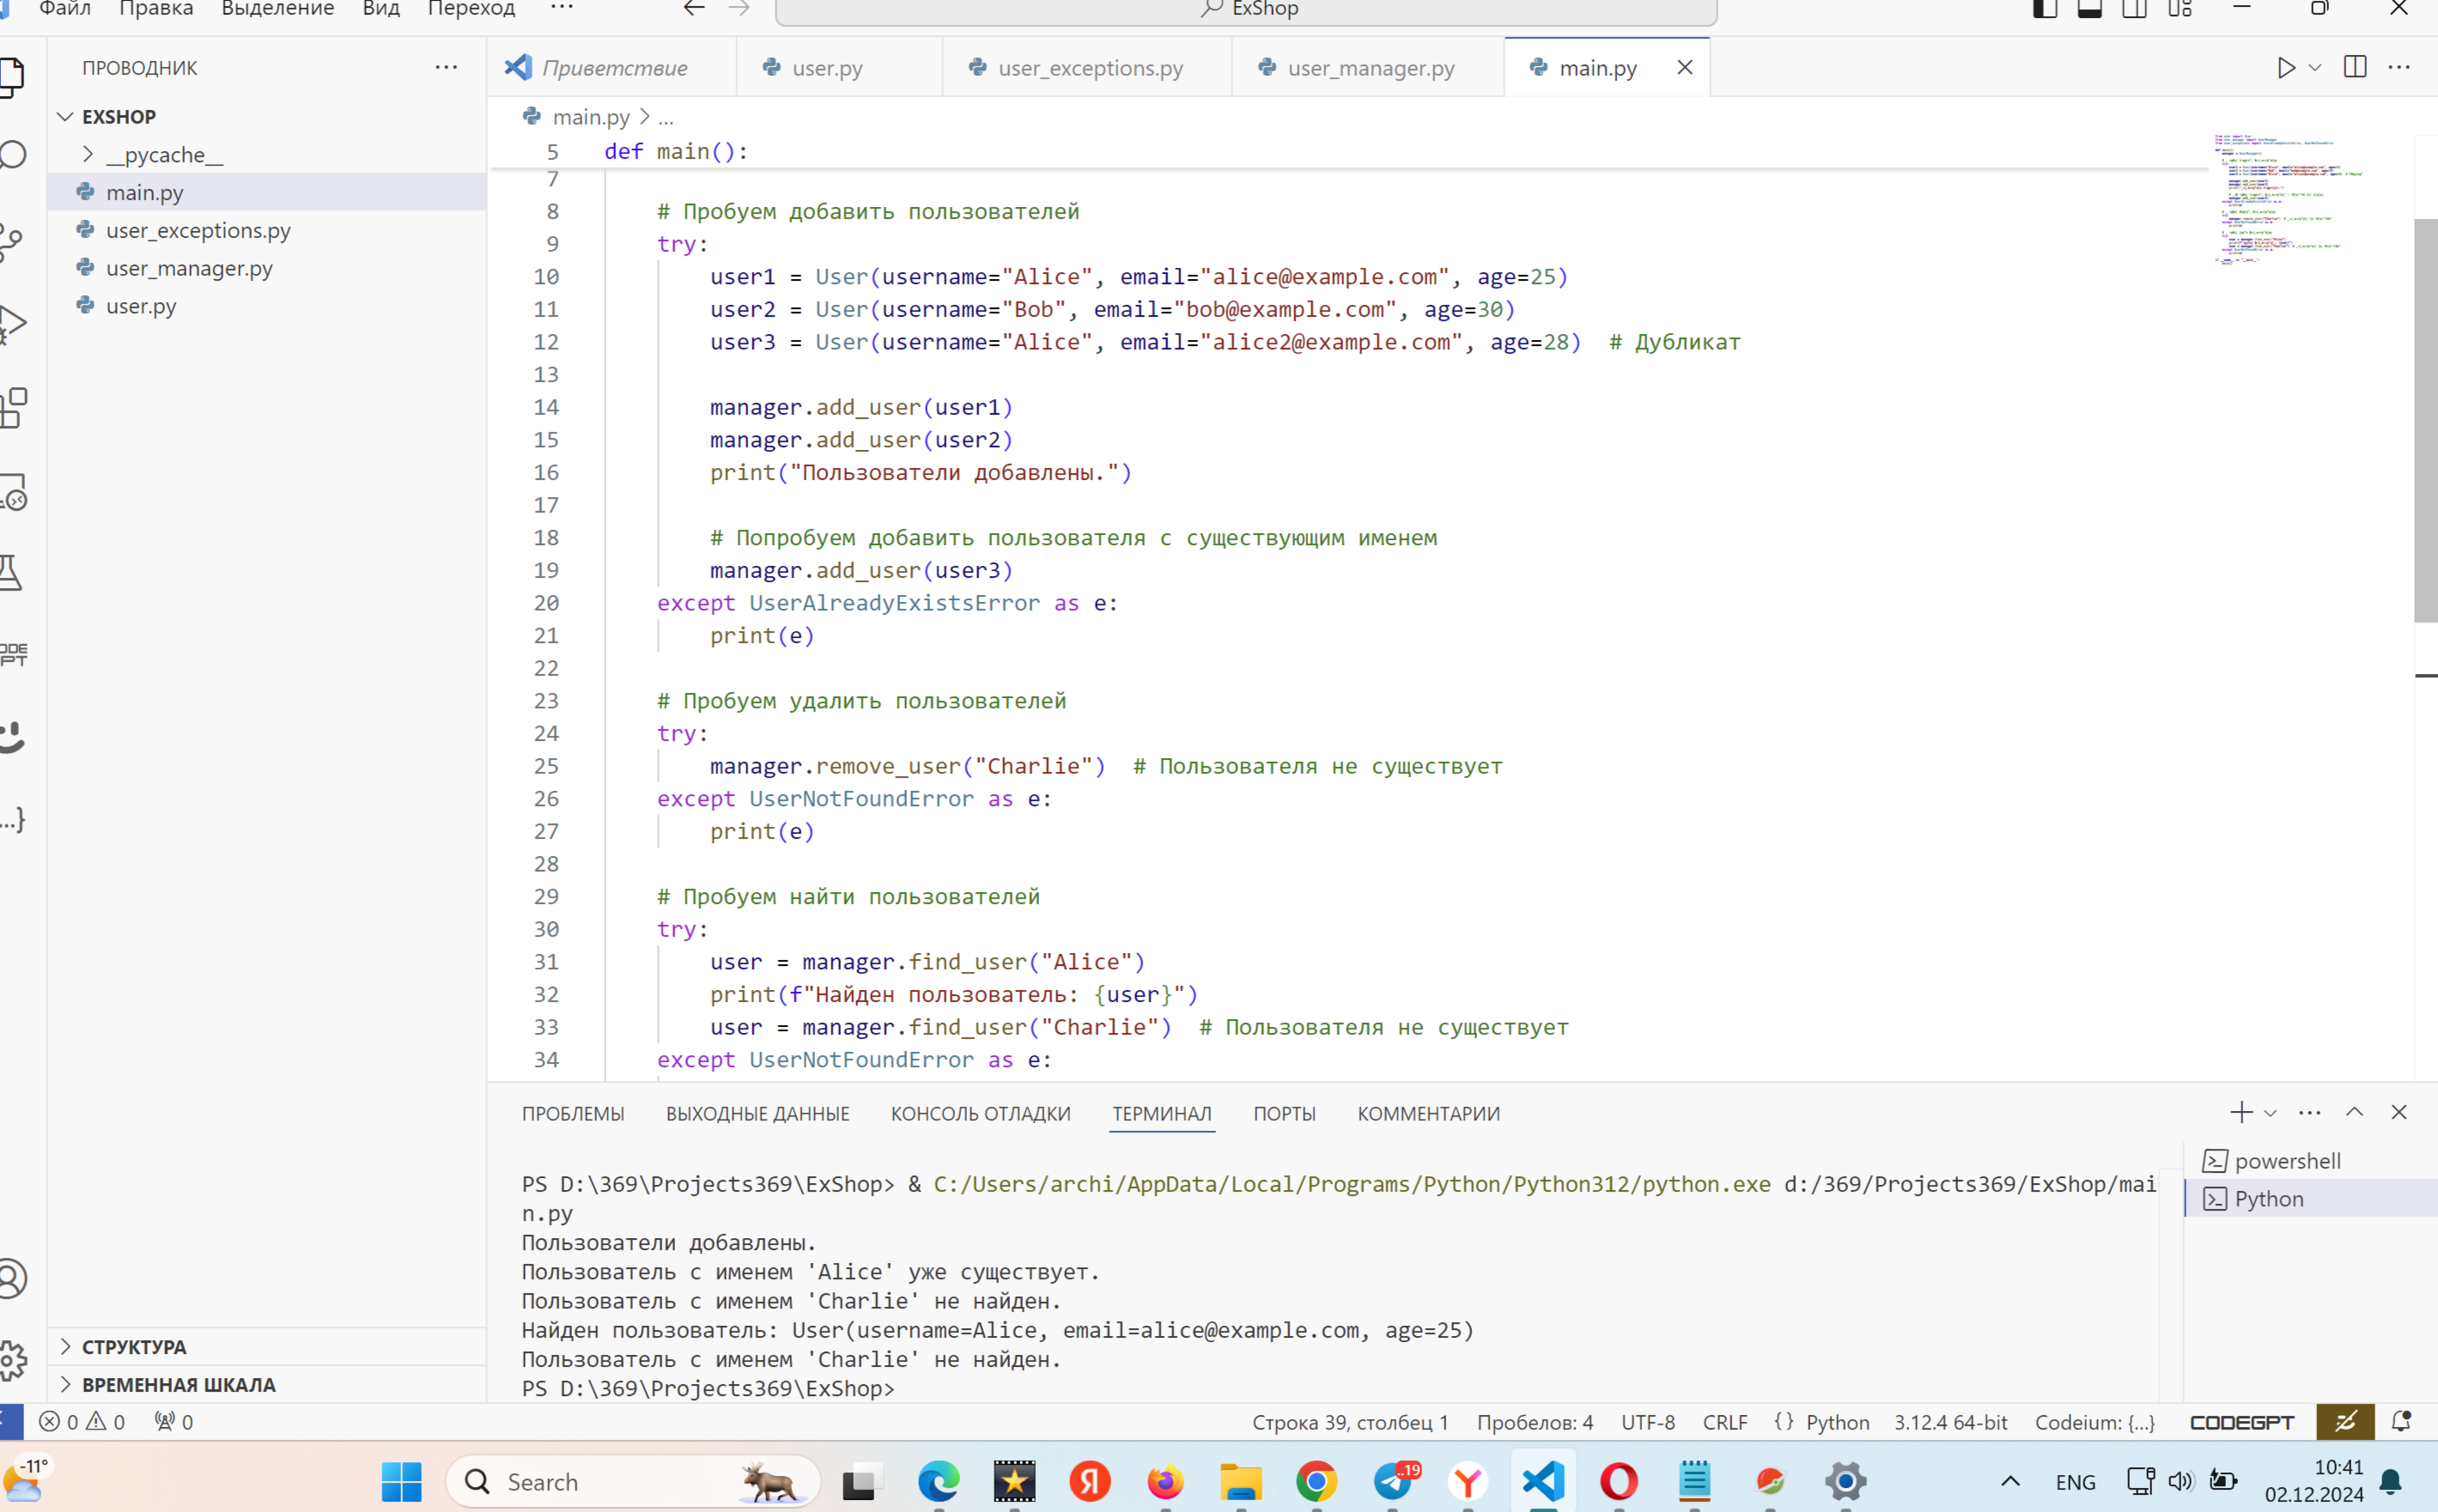 Файл Правка Выделение Вид Переход ... ExShop
ПРОВОДНИК ...
Приветствие user.py user_exceptions.py user_manager.py main.py
EXSHOP
__pycache__
main.py
user_exceptions.py
user_manager.py
user.py
main.py > ...
5 def main():
7
8 # Пробуем добавить пользователей
9 try:
10 user1 = User(username="Alice", email="alice@example.com", age=25)
11 user2 = User(username="Bob", email="bob@example.com", age=30)
12 user3 = User(username="Alice", email="alice2@example.com", age=28) # Дубликат
13
14 manager.add_user(user1)
15 manager.add_user(user2)
16 print("Пользователи добавлены.")
17
18 # Попробуем добавить пользователя с существующим именем
19 manager.add_user(user3)
20 except UserAlreadyExistsError as e:
21 print(e)
22
23 # Пробуем удалить пользователей
24 try:
25 manager.remove_user("Charlie") # Пользователя не существует
26 except UserNotFoundError as e:
27 print(e)
28
29 # Пробуем найти пользователей
30 try:
31 user = manager.find_user("Alice")
32 print(f"Найден пользователь: {user}")
33 user = manager.find_user("Charlie") # Пользователя не существует
34 except UserNotFoundError as e:
ПРОБЛЕМЫ ВЫХОДНЫЕ ДАННЫЕ КОНСОЛЬ ОТЛАДКИ ТЕРМИНАЛ ПОРТЫ КОММЕНТАРИИ
PS D:\369\Projects369\ExShop> & C:/Users/archi/AppData/Local/Programs/Python/Python312/python.exe d:/369/Projects369/ExShop/mai
n.py
Пользователи добавлены.
Пользователь с именем 'Alice' уже существует.
Пользователь с именем 'Charlie' не найден.
Найден пользователь: User(username=Alice, email=alice@example.com, age=25)
Пользователь с именем 'Charlie' не найден.
PS D:\369\Projects369\ExShop>
powershell
Python
СТРУКТУРА
ВРЕМЕННАЯ ШКАЛА
0 0 0 Строка 39, столбец 1 Пробелов: 4 UTF-8 CRLF {} Python 3.12.4 64-bit Codeium: {...} CODEGPT
-11° Search ..19 ENG 10:41
02.12.2024